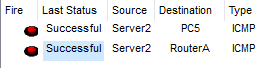 Fire Last Status Source Destination Type
Successful Server2 PC5 ICMP
Successful Server2 RouterA ICMP